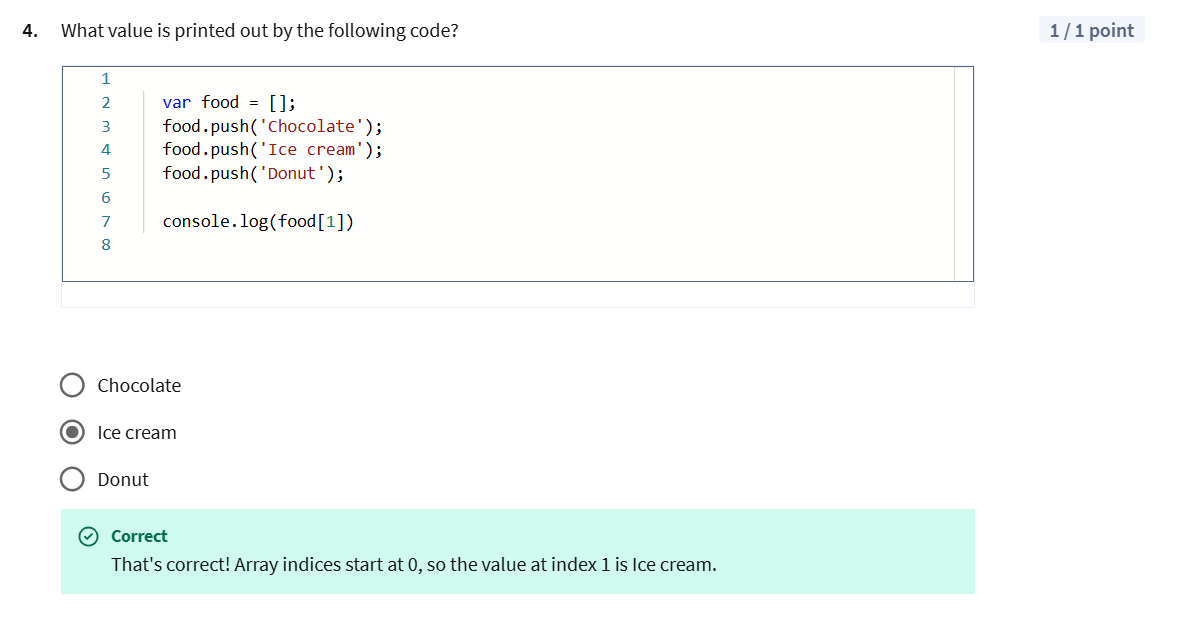 4. What value is printed out by the following code?
1 / 1 point
1
2 var food = [];
3 food.push('Chocolate');
4 food.push('Ice cream');
5 food.push('Donut');
6
7 console.log(food[1])
8
Chocolate
Ice cream
Donut
Correct
That's correct! Array indices start at 0, so the value at index 1 is Ice cream.